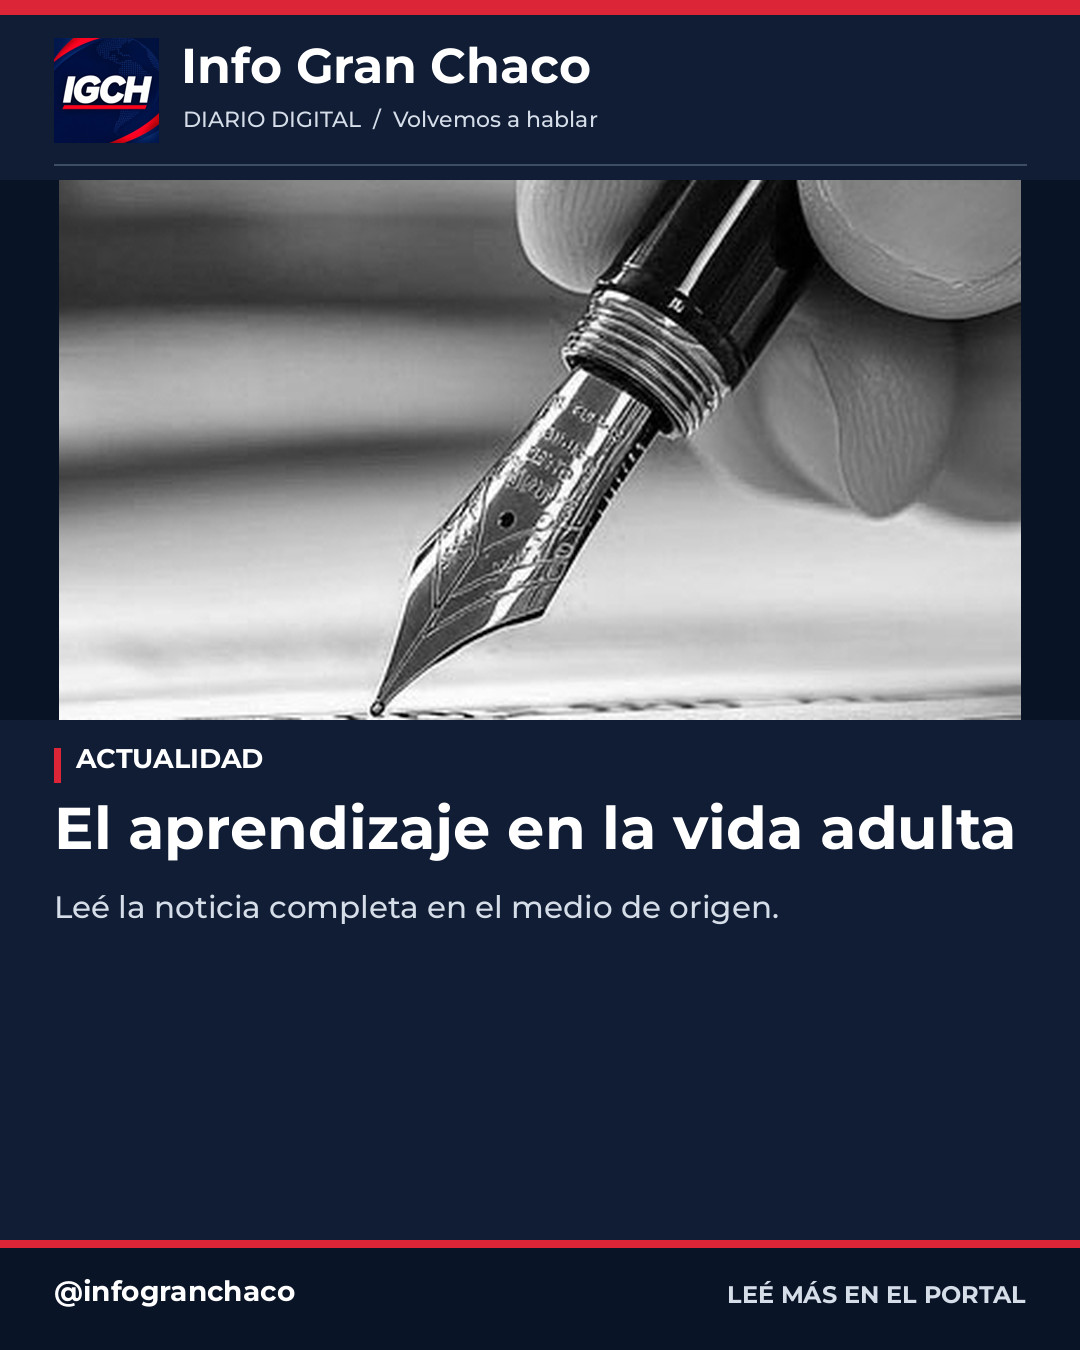 IGCH
Info Gran Chaco
DIARIO DIGITAL / Volvemos a hablar
ACTUALIDAD
El aprendizaje en la vida adulta
Leé la noticia completa en el medio de origen.
@infogranchaco
LEÉ MÁS EN EL PORTAL